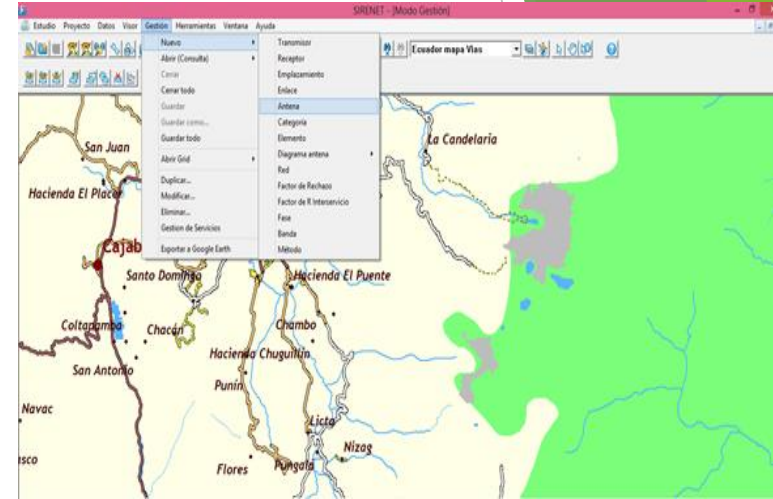 SIRENET - [Modo Gestión]
Estudio Proyecto Datos Visor Gestión Herramientas Ventana Ayuda
Nuevo
Abrir (Consulta)
Cerrar
Cerrar todo
Guardar
Guardar como...
Guardar todo
Abrir Grid
Duplicar...
Modificar...
Eliminar...
Gestion de Servicios
Exportar a Google Earth
Transmisor
Receptor
Emplazamiento
Enlace
Antena
Categoría
Elemento
Diagrama antena
Red
Factor de Rechazo
Factor de R.Interservicio
Fase
Banda
Método
Ecuador mapa Vias
San Juan
La Candelaria
Hacienda El Placer
Cajab
Santo Domingo
Hacienda El Puente
Coltapamba
Chacán
Chambo
Hacienda Chuguillin
San Antonio
Punín
Navac
Licto
Nizag
isco
Flores
Pungala